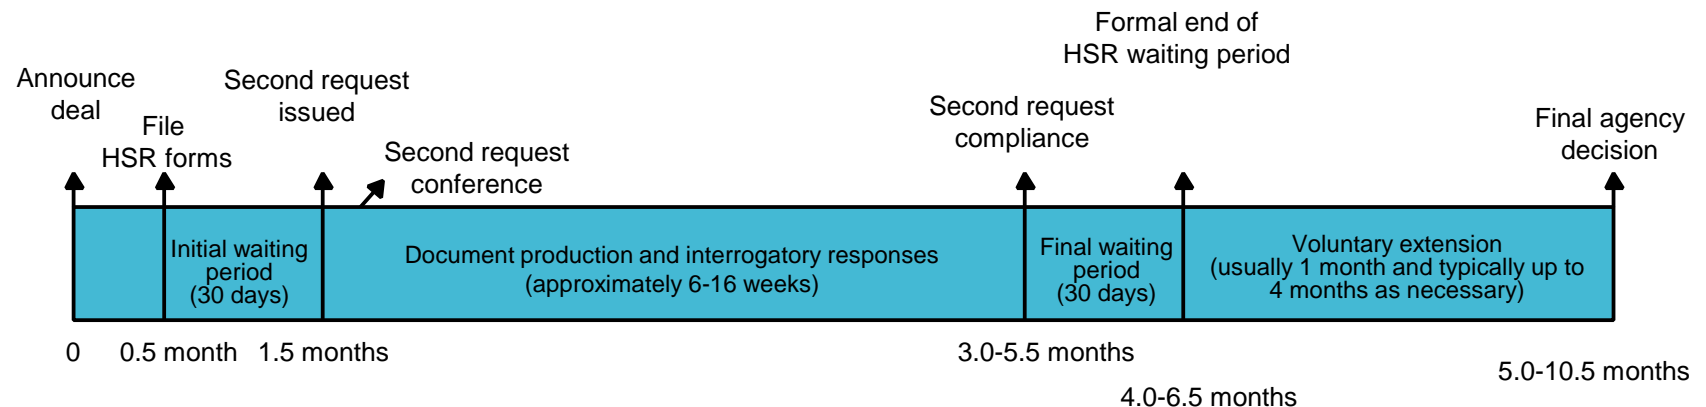 Announce
deal
File
HSR forms
Second request
issued
Second request
conference
Second request
compliance
Formal end of
HSR waiting period
Final agency
decision
Initial waiting
period
(30 days)
Document production and interrogatory responses
(approximately 6-16 weeks)
Final waiting
period
(30 days)
Voluntary extension
(usually 1 month and typically up to
4 months as necessary)
0
0.5 month
1.5 months
3.0-5.5 months
4.0-6.5 months
5.0-10.5 months